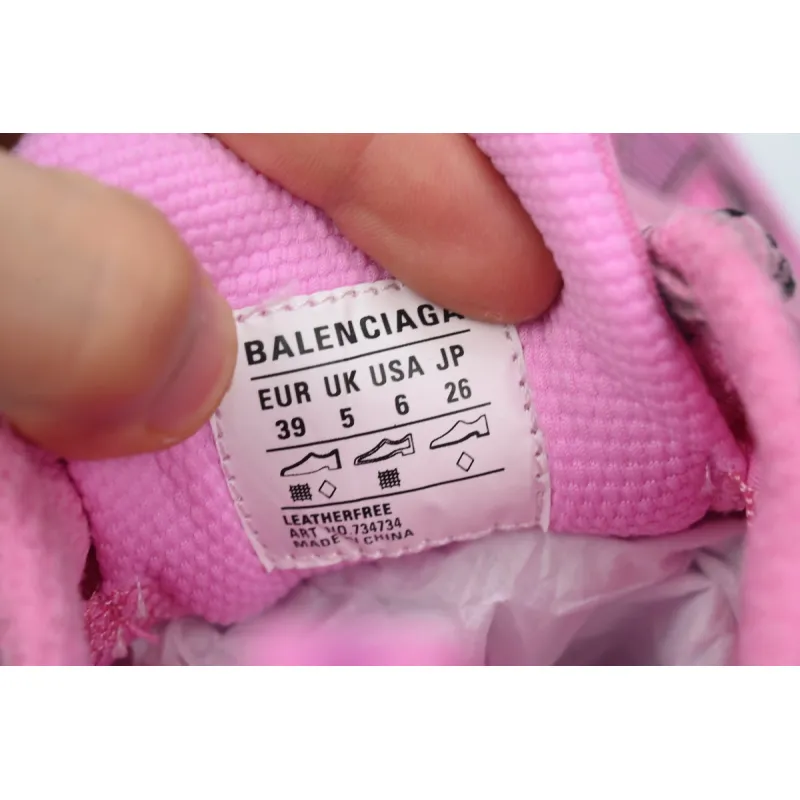 BALENCIAGA
EUR UK USA JP
39 5 6 26
LEATHERFREE
ART NO.734734
MADE IN CHINA